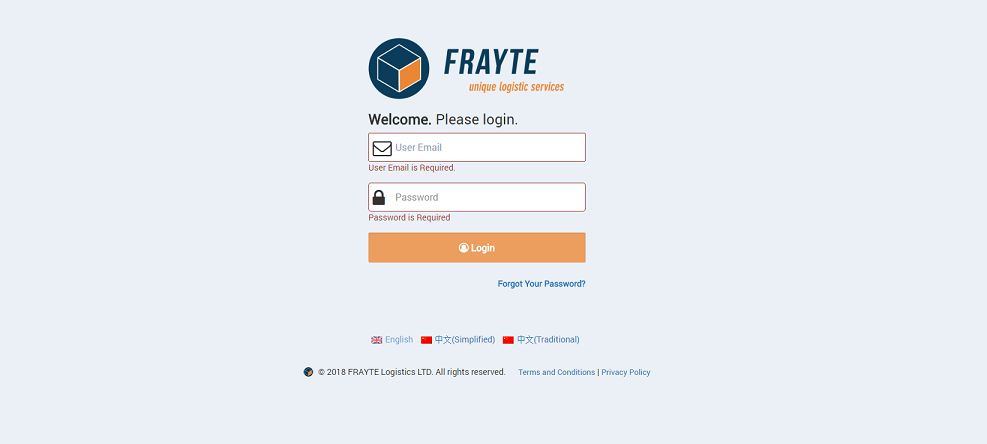 FRAYTE
unique logistic services
Welcome. Please login.
User Email
User Email is Required.
Password
Password is Required
Login
Forgot Your Password?
English 中文(Simplified) 中文(Traditional)
© 2018 FRAYTE Logistics LTD. All rights reserved. Terms and Conditions | Privacy Policy